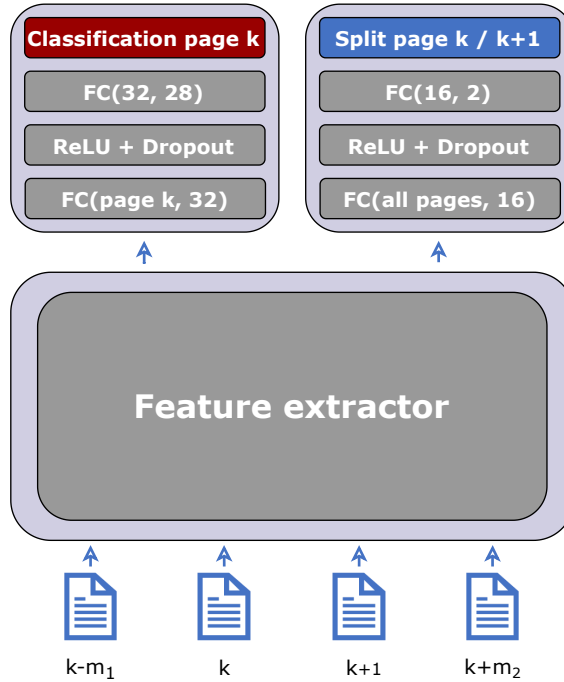 Classification page k
FC(32, 28)
ReLU + Dropout
FC(page k, 32)
Split page k / k+1
FC(16, 2)
ReLU + Dropout
FC(all pages, 16)
Feature extractor
k-m₁
k
k+1
k+m₂